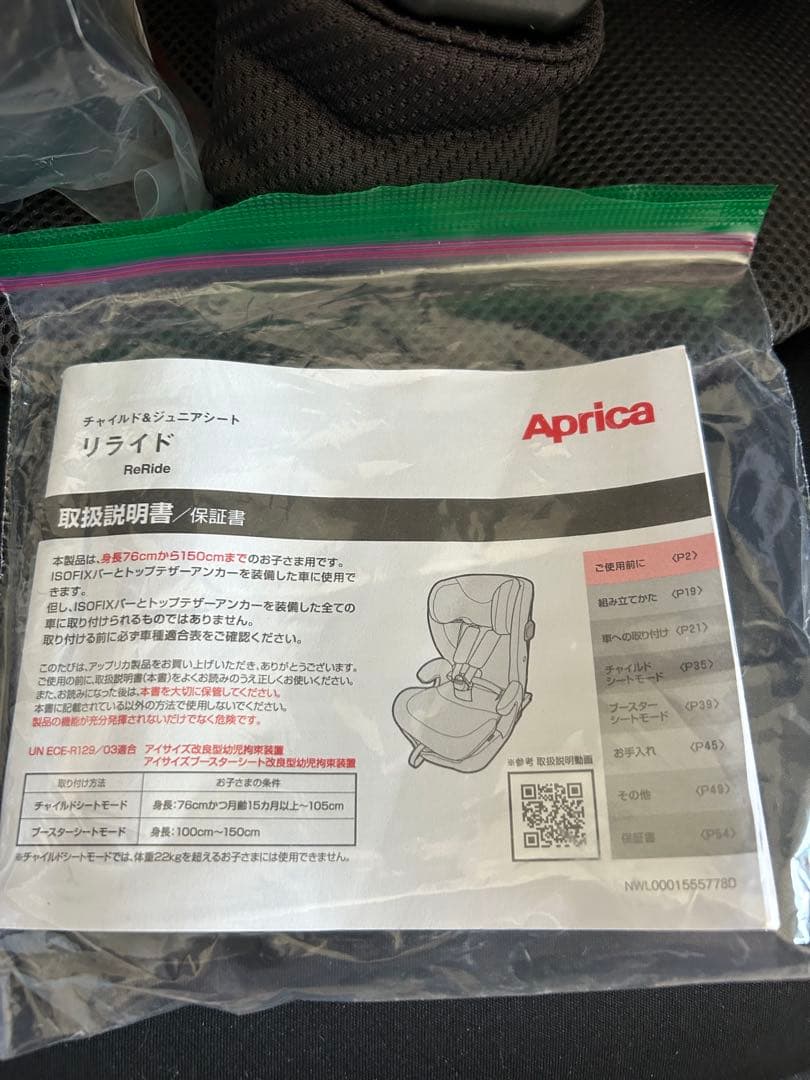 チャイルド&ジュニアシート
リライド
ReRide
Aprica
取扱説明書/保証書
本製品は、身長76cmから150cmまでのお子さま用です。
ISOFIXバーとトップテザーアンカーを装備した車に使用で
きます。
但し、ISOFIXバーとトップテザーアンカーを装備した全ての
車に取り付けられるものではありません。
取り付ける前に必ず車種適合表をご確認ください。
このたびは、アップリカ製品をお買い上げいただき、ありがとうございます。
ご使用の前に、取扱説明書(本書)をよくお読みのうえ正しくお使いください。
また、お読みになった後は、本書を大切に保管してください。
本書に記載されている以外の方法で使用しないでください。
製品の機能が充分発揮されないだけでなく危険です。
UN ECE-R129/03適合 アイサイズ改良型幼児拘束装置
アイサイズブースターシート改良型幼児拘束装置
取り付け方法 お子さまの条件
チャイルドシートモード 身長:76cmかつ月齢15カ月以上~105cm
ブースターシートモード 身長:100cm~150cm
※チャイルドシートモードでは、体重22kgを超えるお子さまには使用できません。
※参考 取扱説明動画
ご使用前に 〈P2〉
組み立てかた 〈P19〉
車への取り付け 〈P21〉
チャイルド
シートモード 〈P35〉
ブースター
シートモード 〈P39〉
お手入れ 〈P45〉
その他 〈P49〉
保証書 〈P54〉
NWL0001555778D